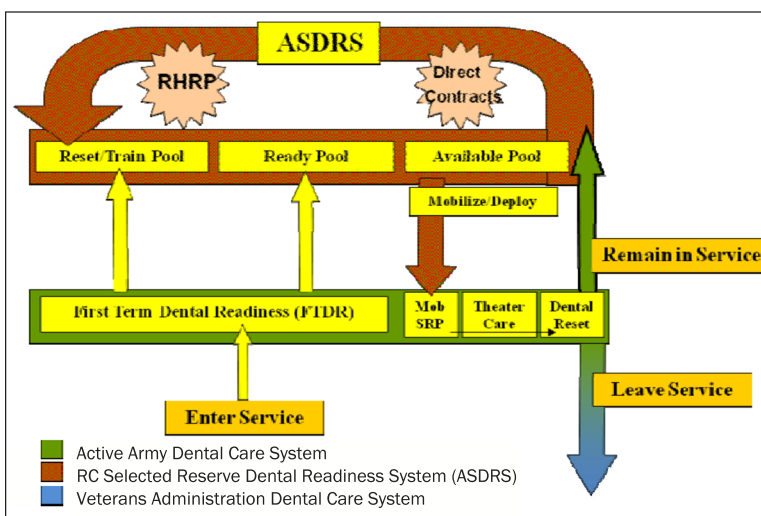 ASDRS
RHRP
Direct
Contracts
Reset/Train Pool
Ready Pool
Available Pool
Mobilize/Deploy
Remain in Service
First Term Dental Readiness (FTDR)
Mob
SRP
Theater
Care
Dental
Reset
Leave Service
Enter Service
Active Army Dental Care System
RC Selected Reserve Dental Readiness System (ASDRS)
Veterans Administration Dental Care System